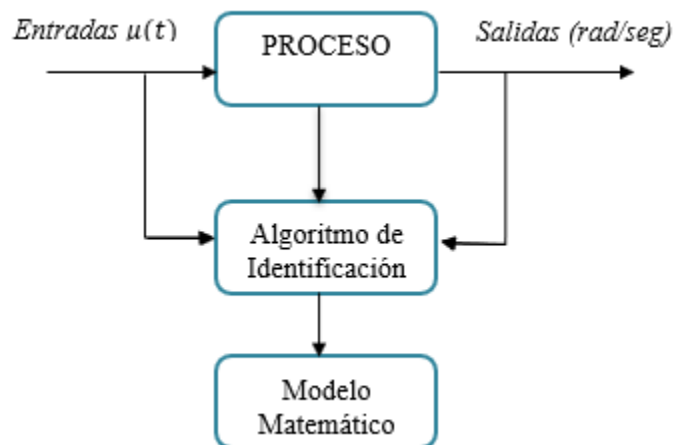 Entradas μ(t)
PROCESO
Salidas (rad/seg)
Algoritmo de
Identificación
Modelo
Matemático